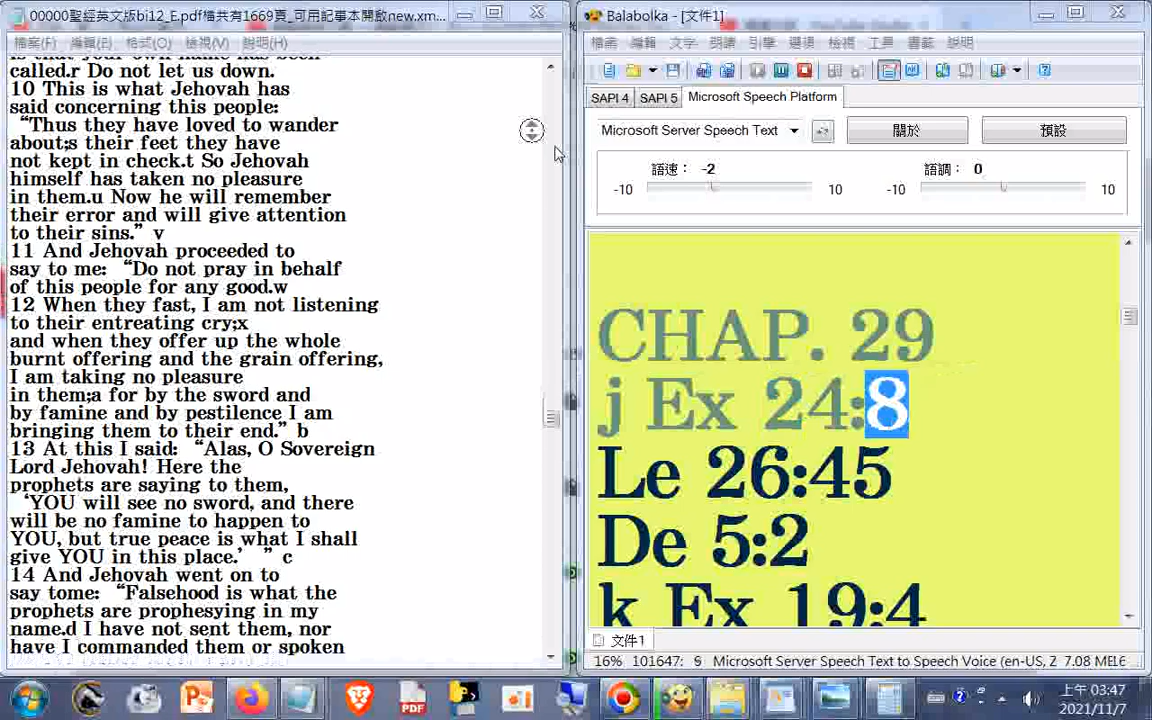 00000聖經英文版bi12_E.pdf檔共有1669頁_可用記事本開啟new.xm...
檔案(F) 編輯(E) 格式(O) 檢視(V) 說明(H)
is that your own name has been
called.r Do not let us down.
10 This is what Jehovah has
said concerning this people:
“Thus they have loved to wander
about;s their feet they have
not kept in check.t So Jehovah
himself has taken no pleasure
in them.u Now he will remember
their error and will give attention
to their sins.” v
11 And Jehovah proceeded to
say to me: “Do not pray in behalf
of this people for any good.w
12 When they fast, I am not listening
to their entreating cry;x
and when they offer up the whole
burnt offering and the grain offering,
I am taking no pleasure
in them;a for by the sword and
by famine and by pestilence I am
bringing them to their end.” b
13 At this I said: “Alas, O Sovereign
Lord Jehovah! Here the
prophets are saying to them,
‘YOU will see no sword, and there
will be no famine to happen to
YOU, but true peace is what I shall
give YOU in this place.’ ” c
14 And Jehovah went on to
say tome: “Falsehood is what the
prophets are prophesying in my
name.d I have not sent them, nor
have I commanded them or spoken
Balabolka - [文件1]
檔案 編輯 文字 朗讀 引擎 選項 檢視 工具 書籤 說明
SAPI 4 SAPI 5 Microsoft Speech Platform
Microsoft Server Speech Text 關於 預設
語速: -2 語調: 0
-10 10 -10 10
CHAP. 29
j Ex 24:8
Le 26:45
De 5:2
k Ex 19:4
文件1
16% 101647: 9 Microsoft Server Speech Text to Speech Voice (en-US, Z 7.08 ME
上午 03:47
2021/11/7